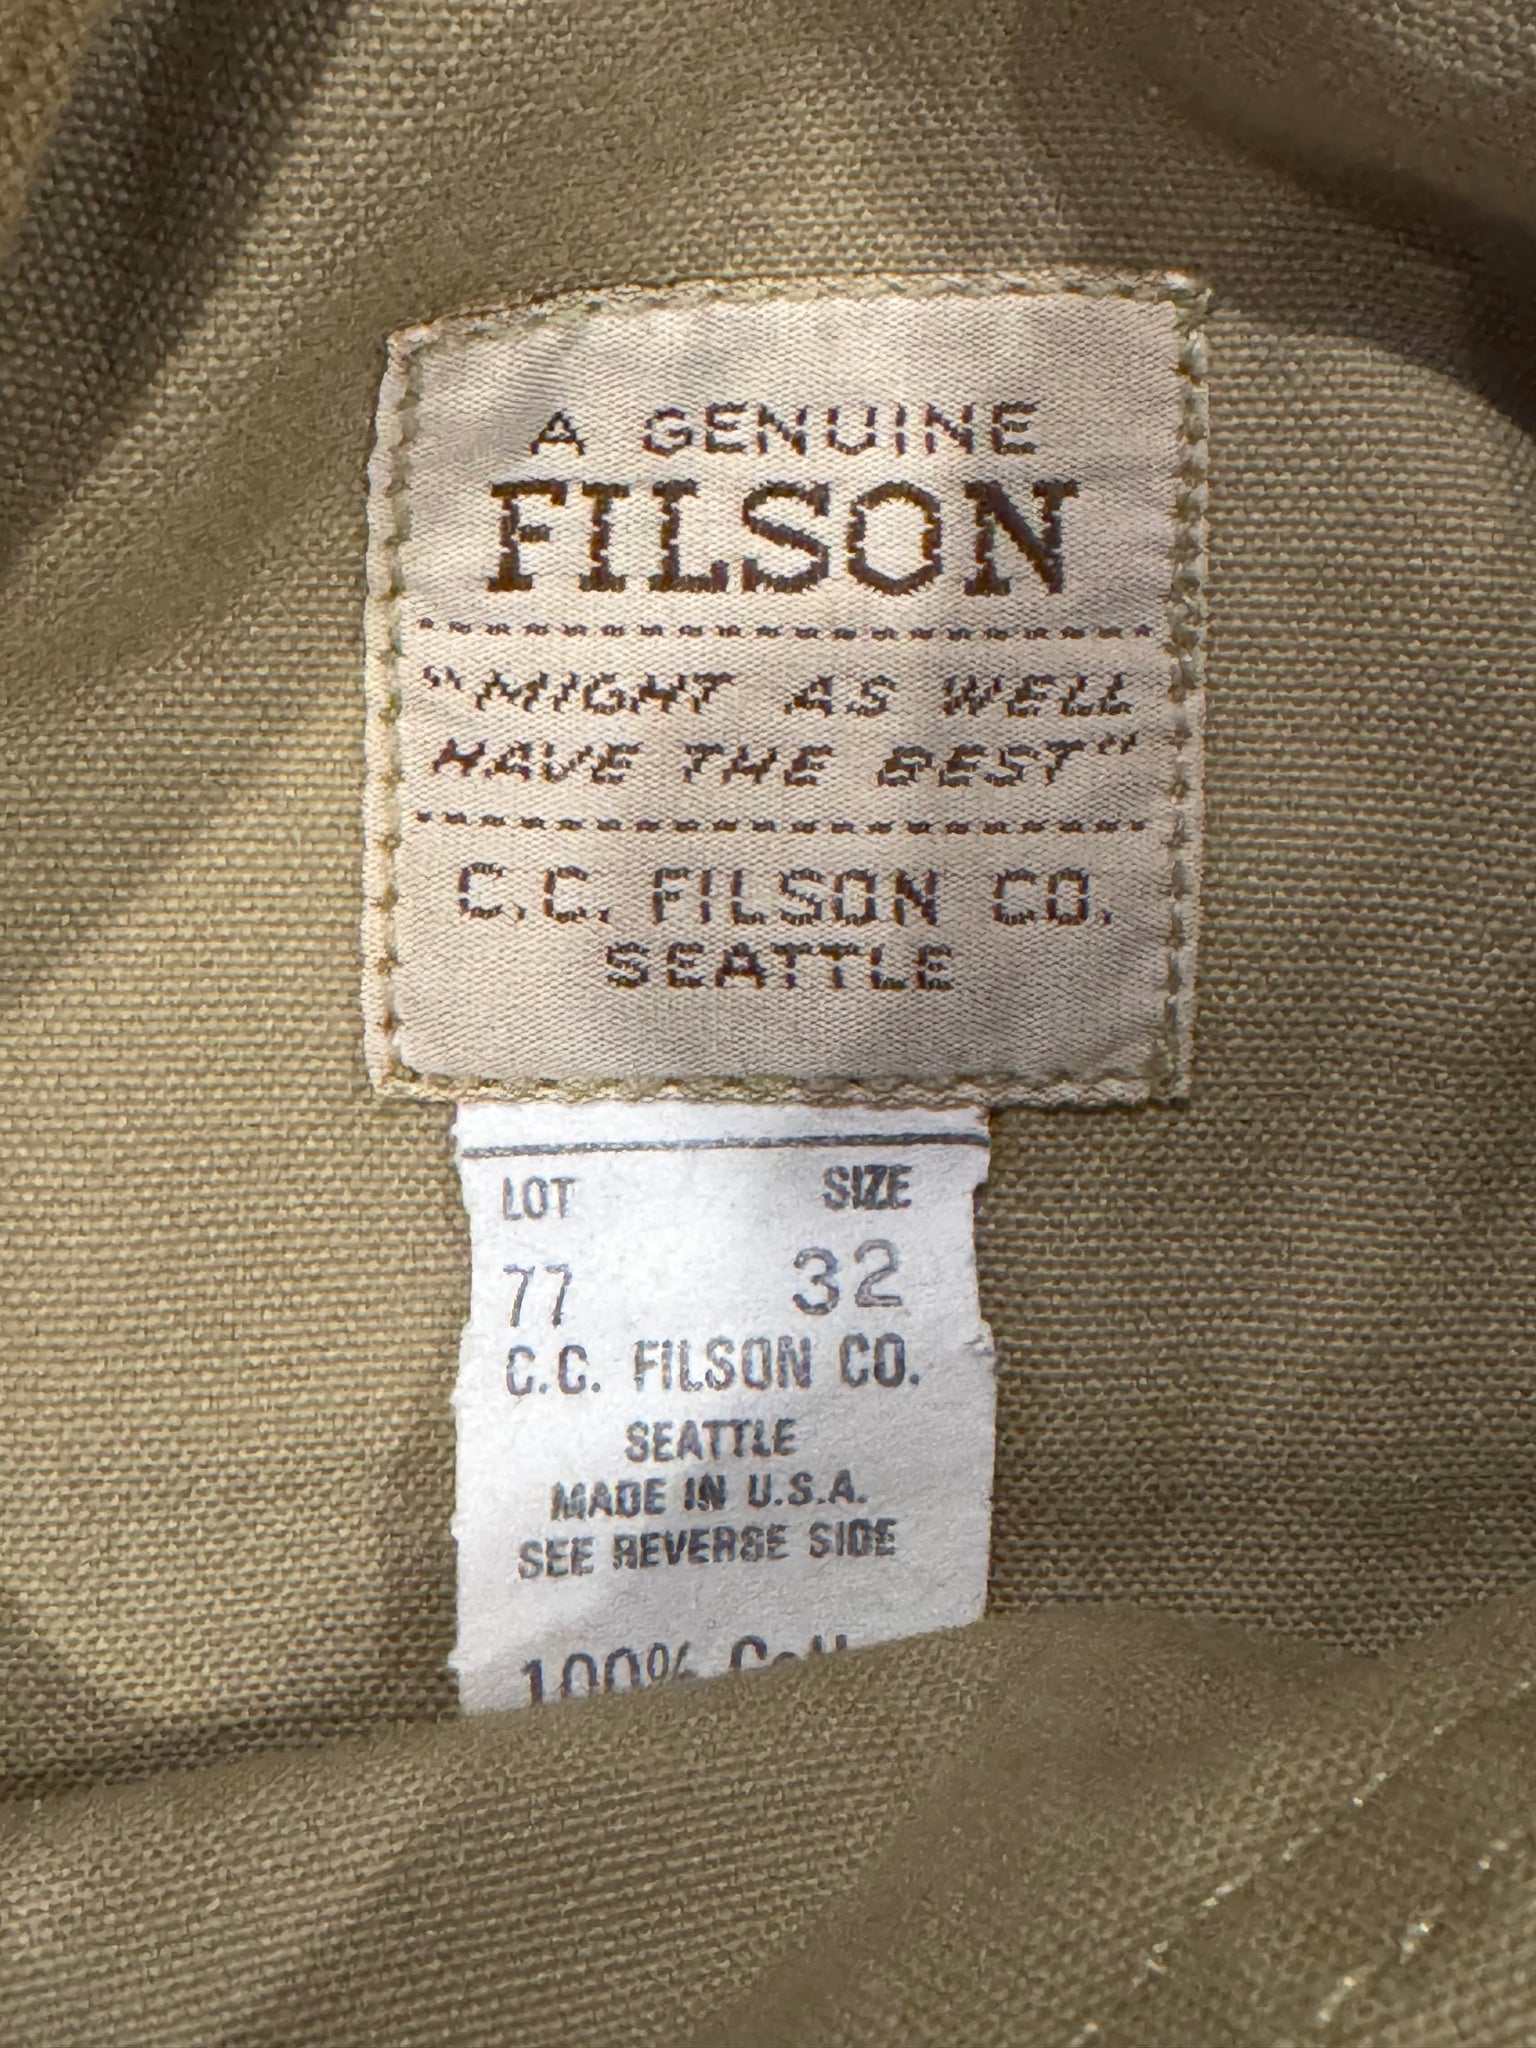 A GENUINE
FILSON
"MIGHT AS WELL
HAVE THE BEST"
C.C. FILSON CO.
SEATTLE
LOT SIZE
77 32
C.C. FILSON CO.
SEATTLE
MADE IN U.S.A.
SEE REVERSE SIDE
100%